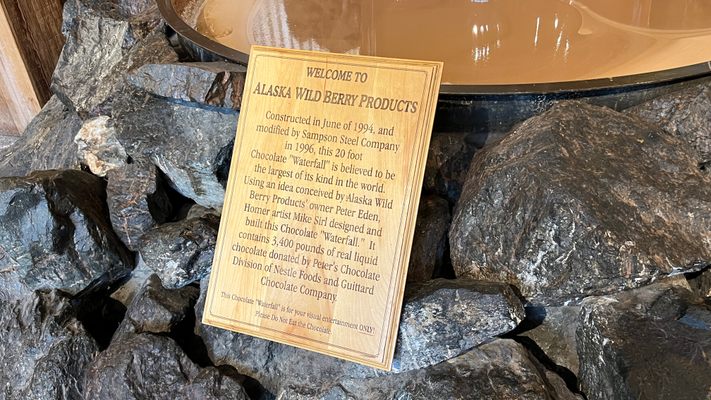 WELCOME TO
ALASKA WILD BERRY PRODUCTS
Constructed in June of 1994, and
modified by Sampson Steel Company
in 1996, this 20 foot
Chocolate "Waterfall" is believed to be
the largest of its kind in the world.
Using an idea conceived by Alaska Wild
Berry Products' owner Peter Eden,
Homer artist Mike Sirl designed and
built this Chocolate "Waterfall." It
contains 3,400 pounds of real liquid
chocolate donated by Peter's Chocolate
Division of Nestle Foods and Guittard
Chocolate Company.
This Chocolate "Waterfall" is for your visual entertainment ONLY!
Please Do Not Eat the Chocolate.